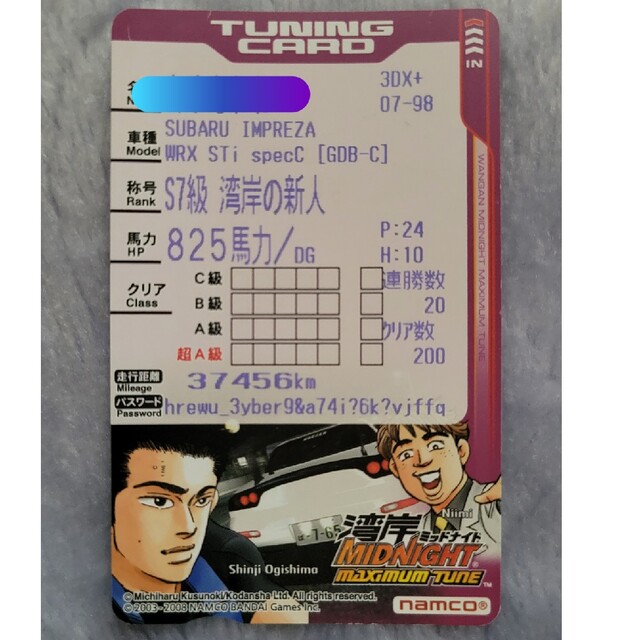 TUNING
CARD
IN
3DX+
07-98
車種
Model
SUBARU IMPREZA
WRX STi specC [GDB-C]
称号
Rank
S7級 湾岸の新人
馬力
HP
825馬力/DG
P:24
H:10
クリア
Class
C級
B級
A級
超A級
連勝数
20
クリア数
200
走行距離
Mileage
37456km
パスワード
Password
hrewu_3yber9&a74i?6k?vjffq
WANGAN MIDNIGHT MAXIMUM TUNE
7-65
Niimi
Shinji Ogishima
湾岸
ミッドナイト
MIDNIGHT
MAXIMUM TUNE™
© Michiharu Kusunoki/Kodansha Ltd. All rights reserved.
© 2003-2008 NAMCO BANDAI Games Inc.
namco®